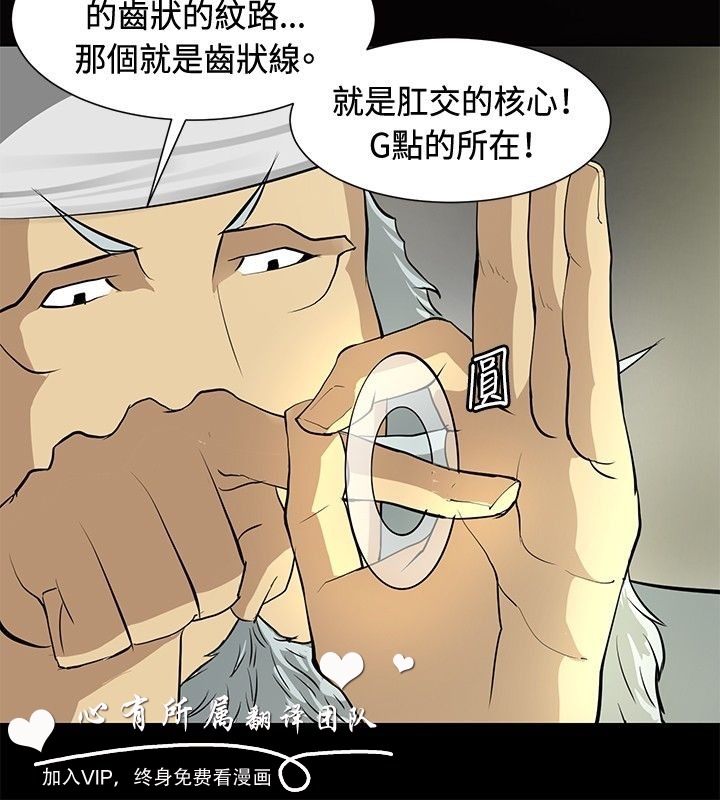 的齒狀的紋路...
那個就是齒狀線。
就是肛交的核心！
G點的所在！
圓
心有所属翻译团队
加入VIP，终身免费看漫画